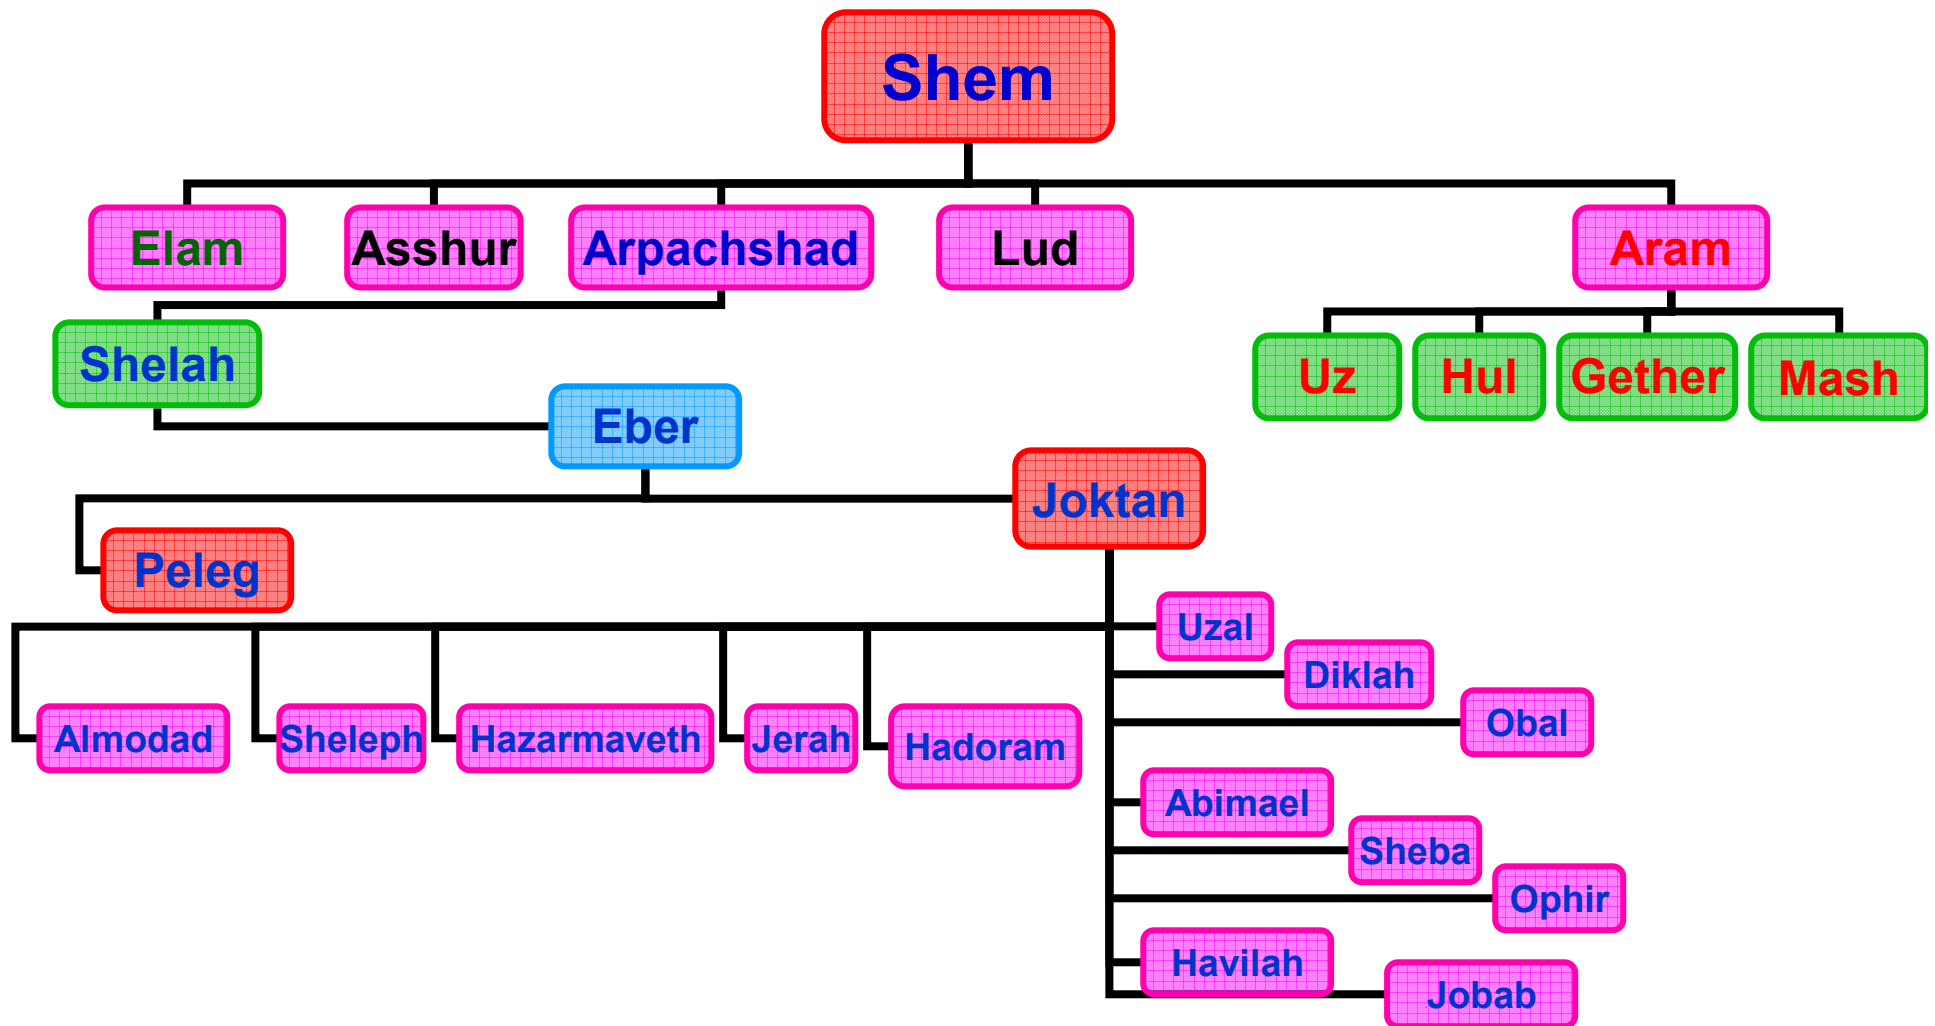 Shem
Elam
Asshur
Arpachshad
Lud
Aram
Shelah
Uz
Hul
Gether
Mash
Eber
Joktan
Peleg
Uzal
Diklah
Obal
Almodad
Sheleph
Hazarmaveth
Jerah
Hadoram
Abimael
Sheba
Ophir
Havilah
Jobab